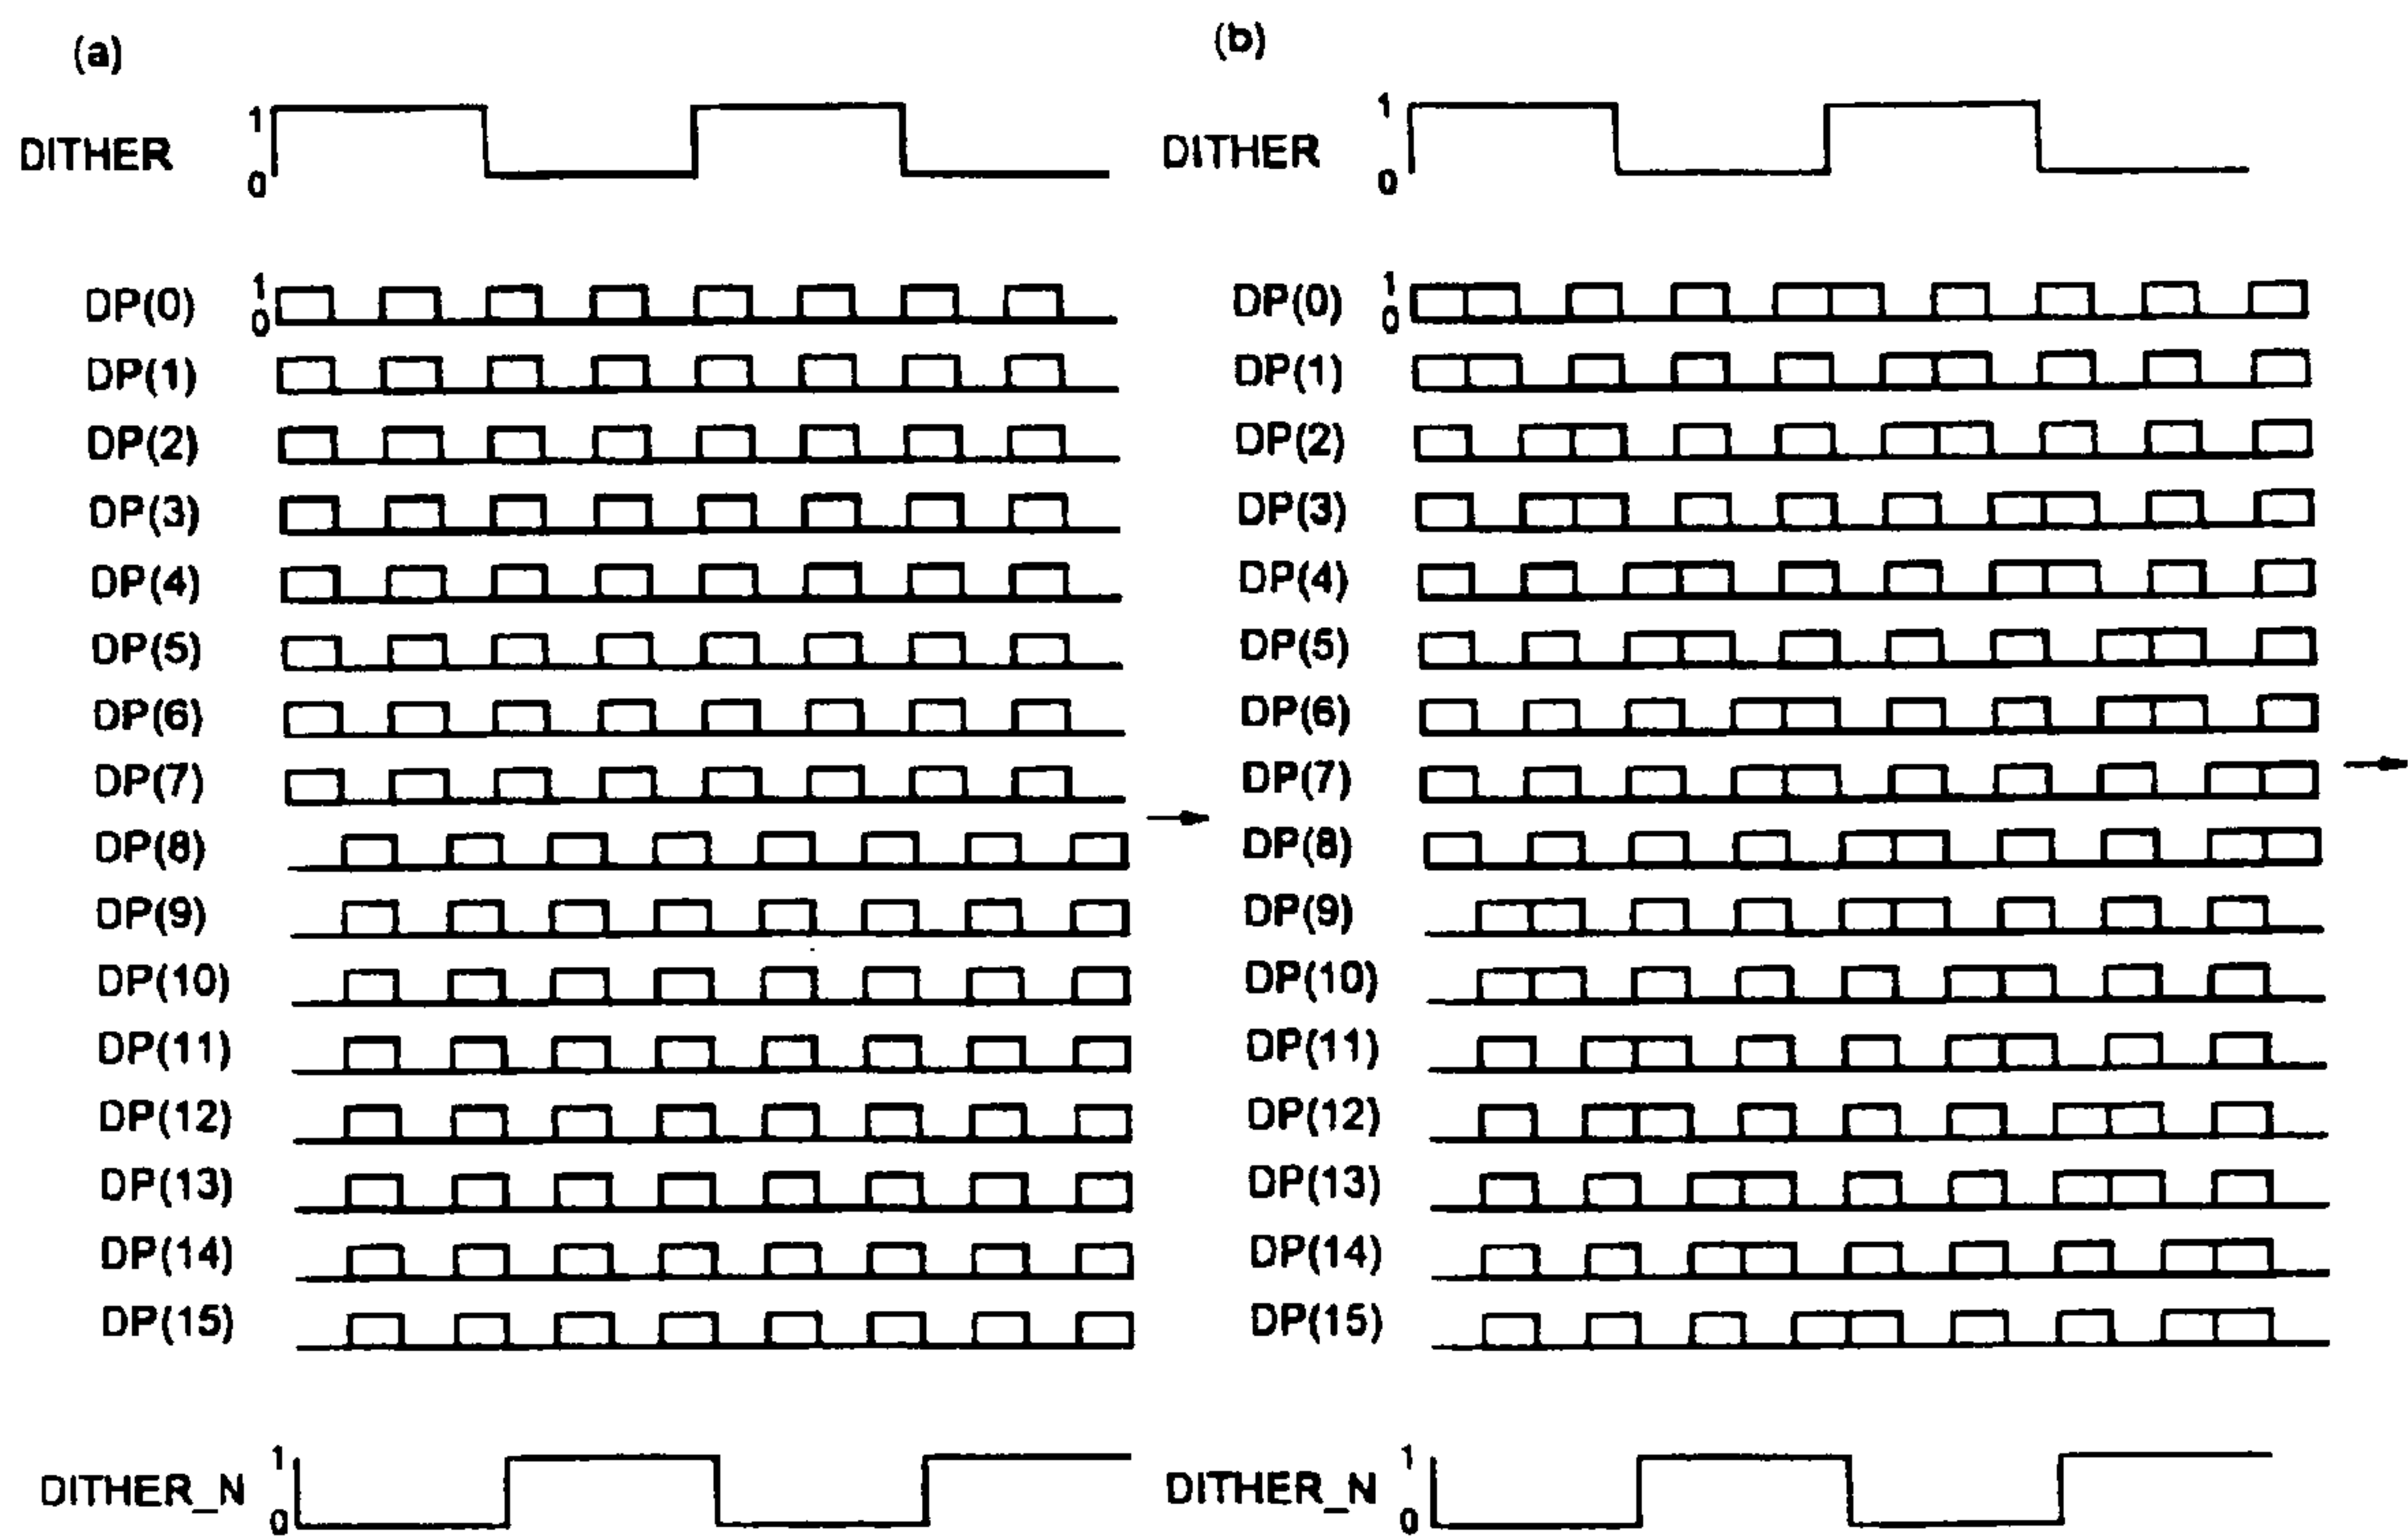 (a)
1
DITHER
0
DP(0)
1
0
DP(1)
DP(2)
DP(3)
DP(4)
DP(5)
DP(6)
DP(7)
DP(8)
DP(9)
DP(10)
DP(11)
DP(12)
DP(13)
DP(14)
DP(15)
1
DITHER_N
0
(b)
1
DITHER
0
DP(0)
1
0
DP(1)
DP(2)
DP(3)
DP(4)
DP(5)
DP(6)
DP(7)
DP(8)
DP(9)
DP(10)
DP(11)
DP(12)
DP(13)
DP(14)
DP(15)
1
DITHER_N
0